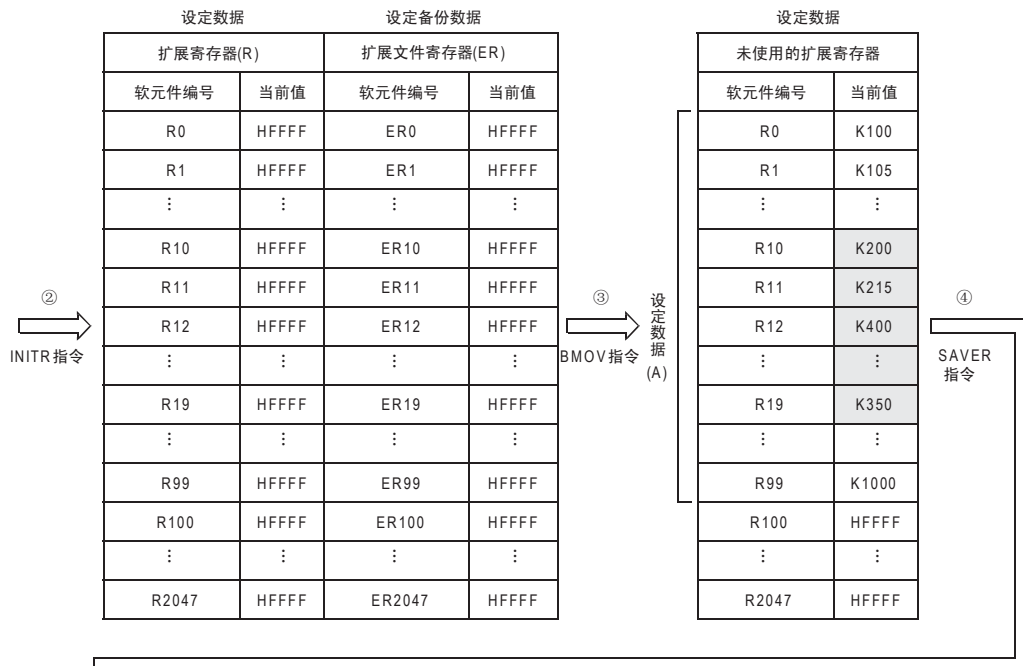 设定数据 设定备份数据 设定数据
扩展寄存器(R) 扩展文件寄存器(ER) 未使用的扩展寄存器
软元件编号 当前值 软元件编号 当前值 软元件编号 当前值
R0 HFFFF ER0 HFFFF R0 K100
R1 HFFFF ER1 HFFFF R1 K105
⋮ ⋮ ⋮ ⋮ ⋮ ⋮
R10 HFFFF ER10 HFFFF R10 K200
R11 HFFFF ER11 HFFFF R11 K215
② ③ ④
R12 HFFFF ER12 HFFFF R12 K400
INITR指令 BMOV指令 设定数据(A) SAVER指令
⋮ ⋮ ⋮ ⋮ ⋮ ⋮
R19 HFFFF ER19 HFFFF R19 K350
⋮ ⋮ ⋮ ⋮ ⋮ ⋮
R99 HFFFF ER99 HFFFF R99 K1000
R100 HFFFF ER100 HFFFF R100 HFFFF
⋮ ⋮ ⋮ ⋮ ⋮ ⋮
R2047 HFFFF ER2047 HFFFF R2047 HFFFF